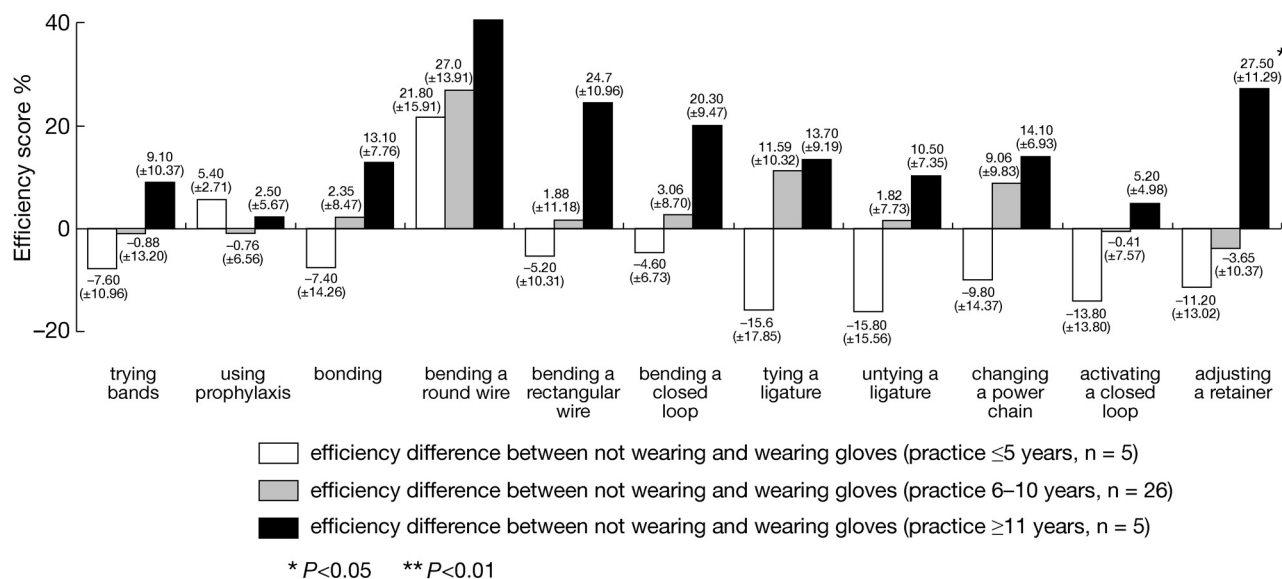 Efficiency score %
40
20
0
–20
–7.60
(±10.96)
–0.88
(±13.20)
9.10
(±10.37)
5.40
(±2.71)
–0.76
(±6.56)
2.50
(±5.67)
–7.40
(±14.26)
2.35
(±8.47)
13.10
(±7.76)
21.80
(±15.91)
27.0
(±13.91)
–5.20
(±10.31)
1.88
(±11.18)
24.7
(±10.96)
–4.60
(±6.73)
3.06
(±8.70)
20.30
(±9.47)
–15.6
(±17.85)
11.59
(±10.32)
13.70
(±9.19)
–15.80
(±15.56)
1.82
(±7.73)
10.50
(±7.35)
–9.80
(±14.37)
9.06
(±9.83)
14.10
(±6.93)
–13.80
(±13.80)
–0.41
(±7.57)
5.20
(±4.98)
–11.20
(±13.02)
–3.65
(±10.37)
27.50
(±11.29)
*
trying
bands
using
prophylaxis
bonding
bending a
round wire
bending a
rectangular
wire
bending a
closed
loop
tying a
ligature
untying a
ligature
changing
a power
chain
activating
a closed
loop
adjusting
a retainer
efficiency difference between not wearing and wearing gloves (practice ≤5 years, n = 5)
efficiency difference between not wearing and wearing gloves (practice 6–10 years, n = 26)
efficiency difference between not wearing and wearing gloves (practice ≥11 years, n = 5)
* P<0.05 ** P<0.01